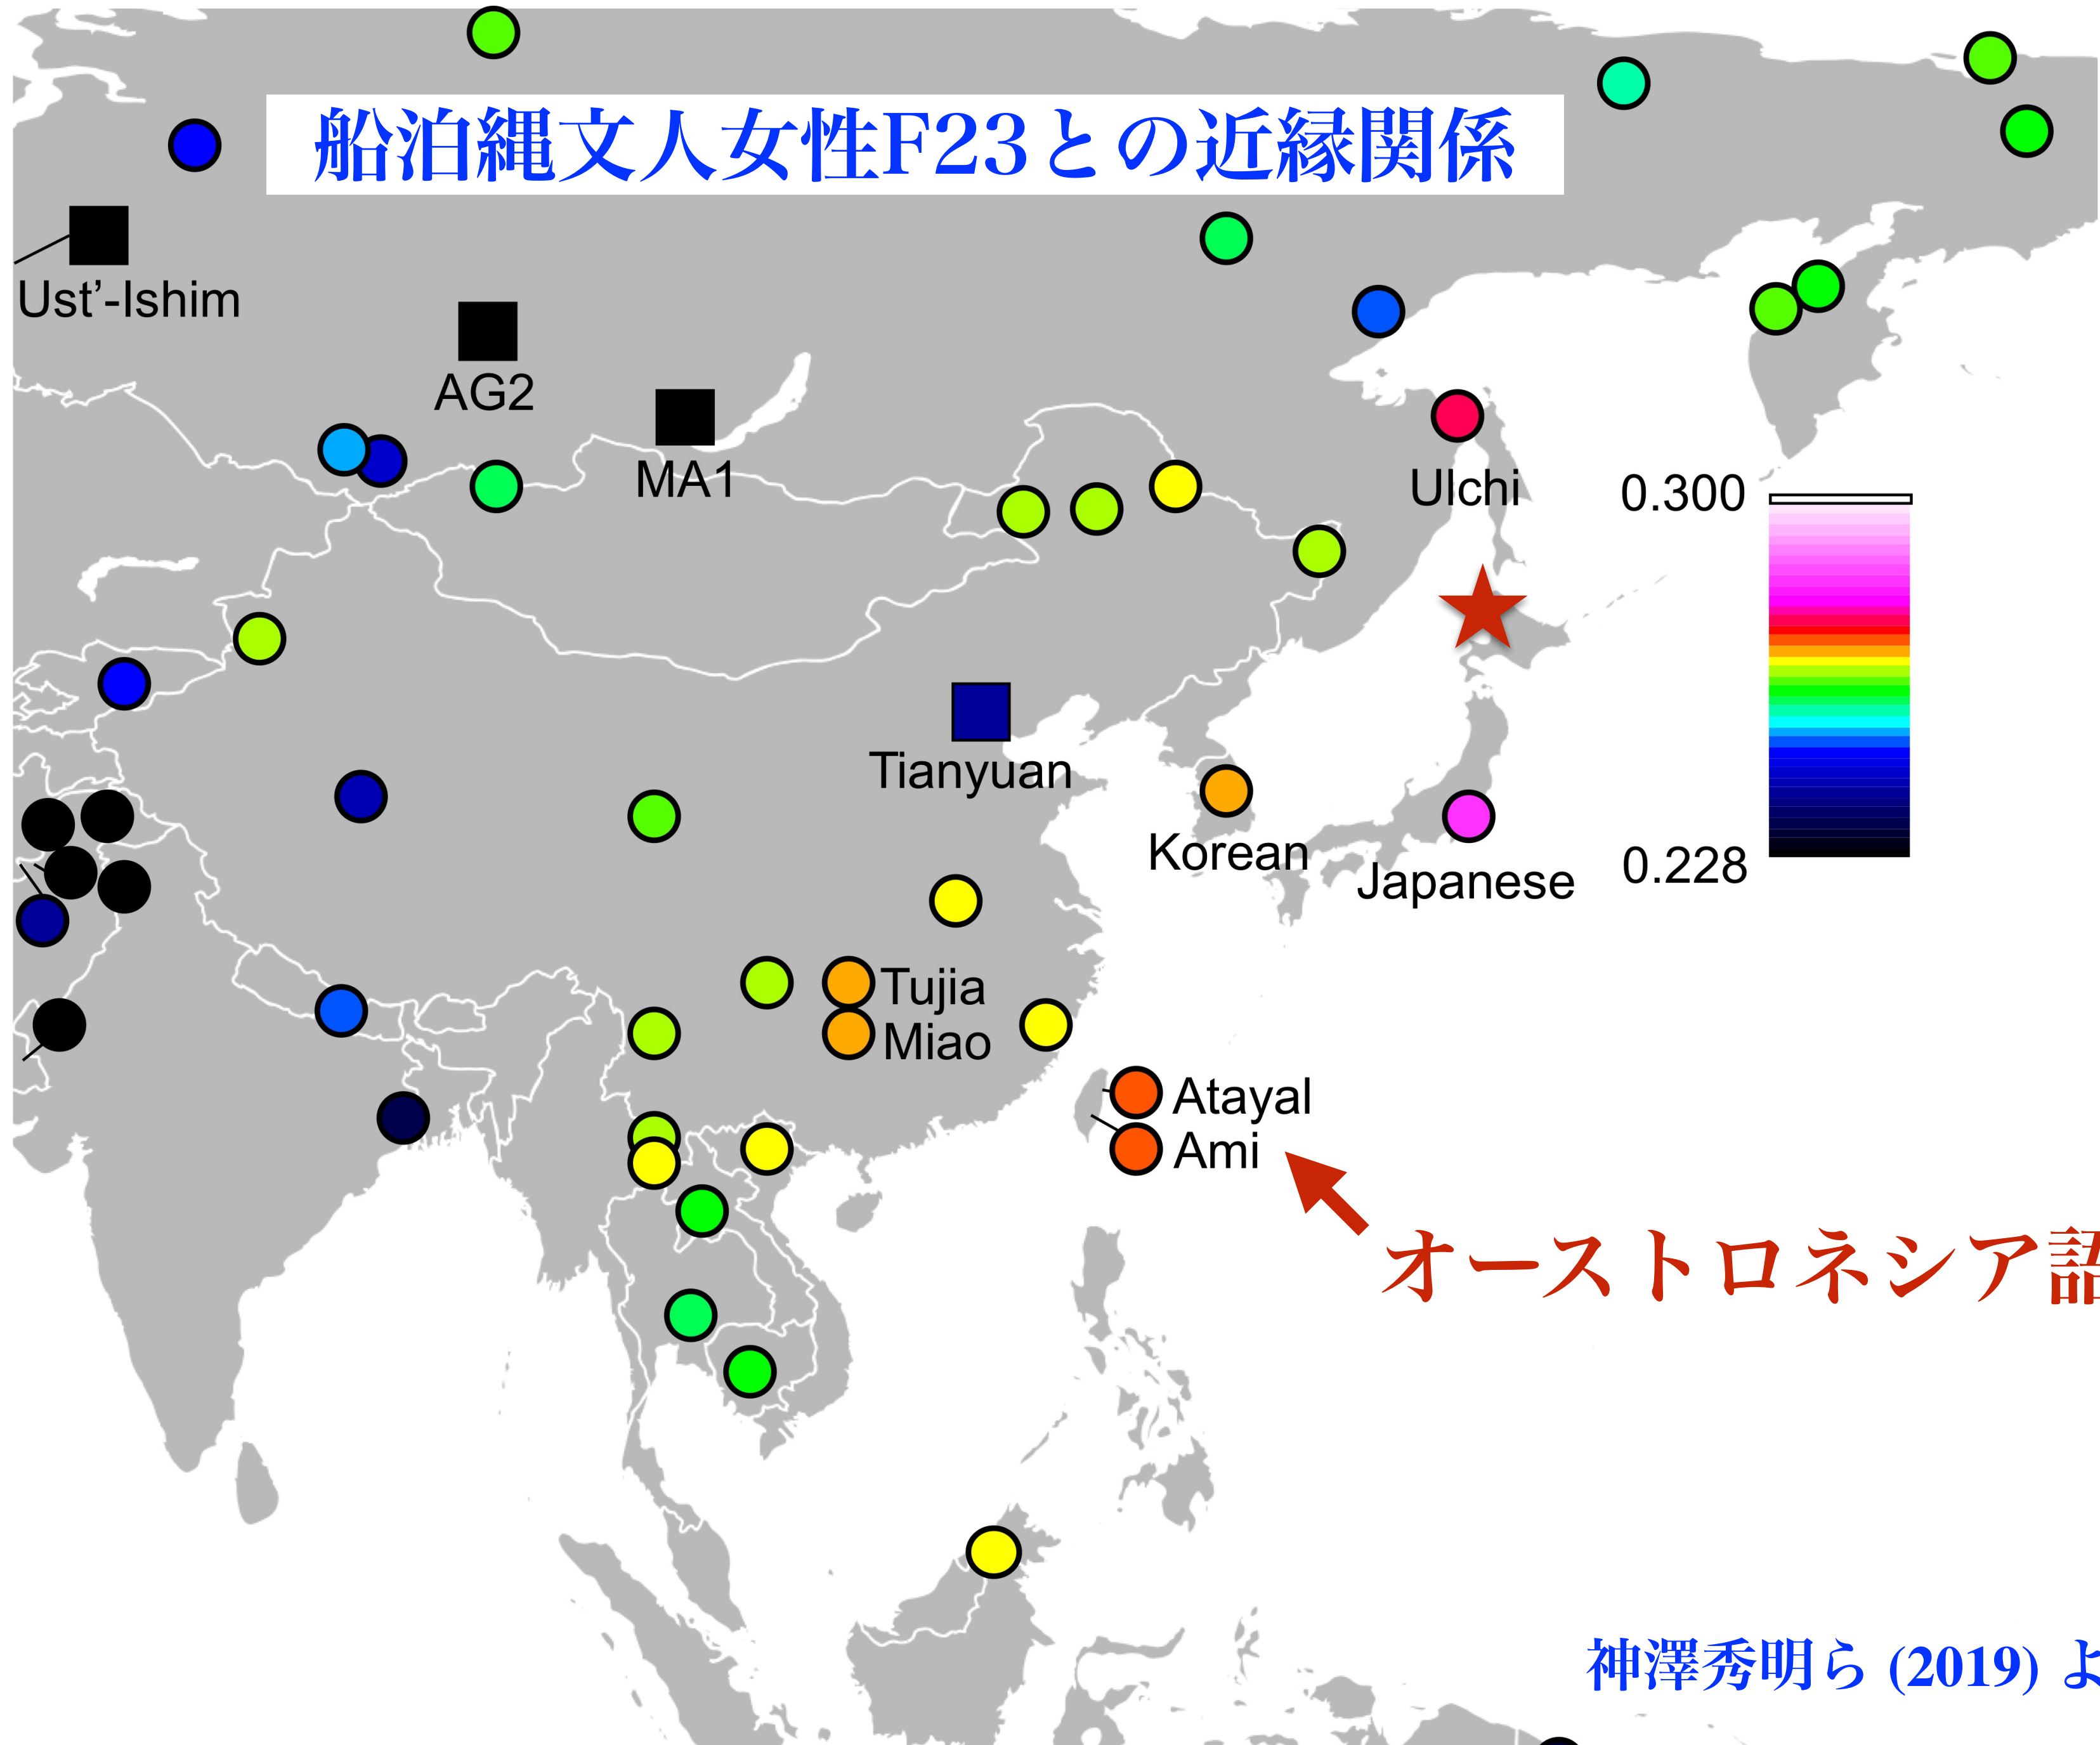 船泊縄文人女性F23との近縁関係
Ust’-Ishim
AG2
MA1
Ulchi
0.300
Tianyuan
Korean
Japanese
0.228
Tujia
Miao
Atayal
Ami
オーストロネシア語
神澤秀明ら (2019) よ